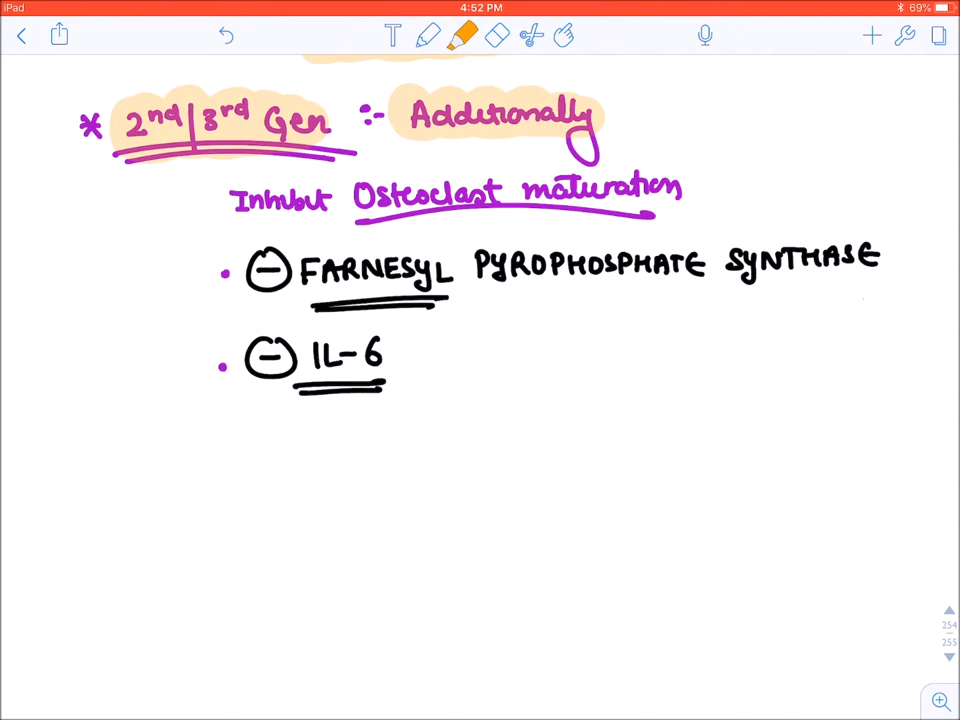 iPad 4:52 PM 69%
T
* 2nd/3rd Gen :- Additionally
Inhibit Osteoclast maturation
• ⊖ FARNESYL PYROPHOSPHATE SYNTHASE
• ⊖ IL-6
254
255